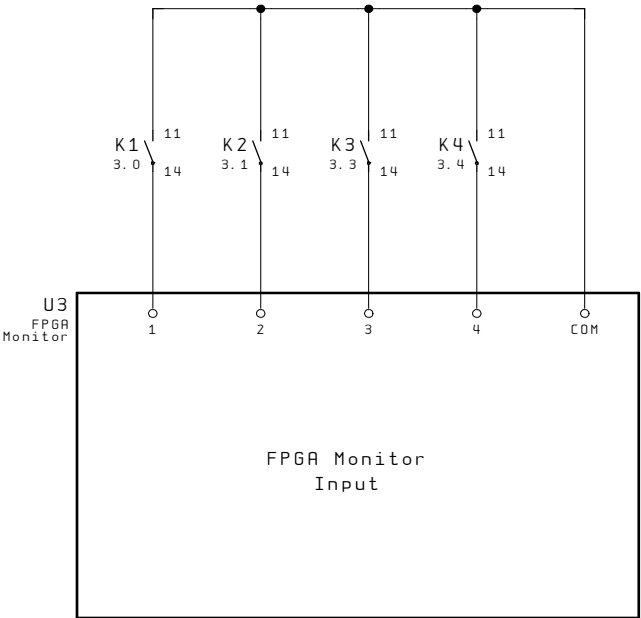 K1 11 K2 11 K3 11 K4 11
3.0 14 3.1 14 3.3 14 3.4 14
U3
FPGA
Monitor
1 2 3 4 COM
FPGA Monitor
Input